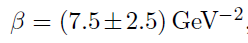 β = (7.5±2.5) GeV⁻²,